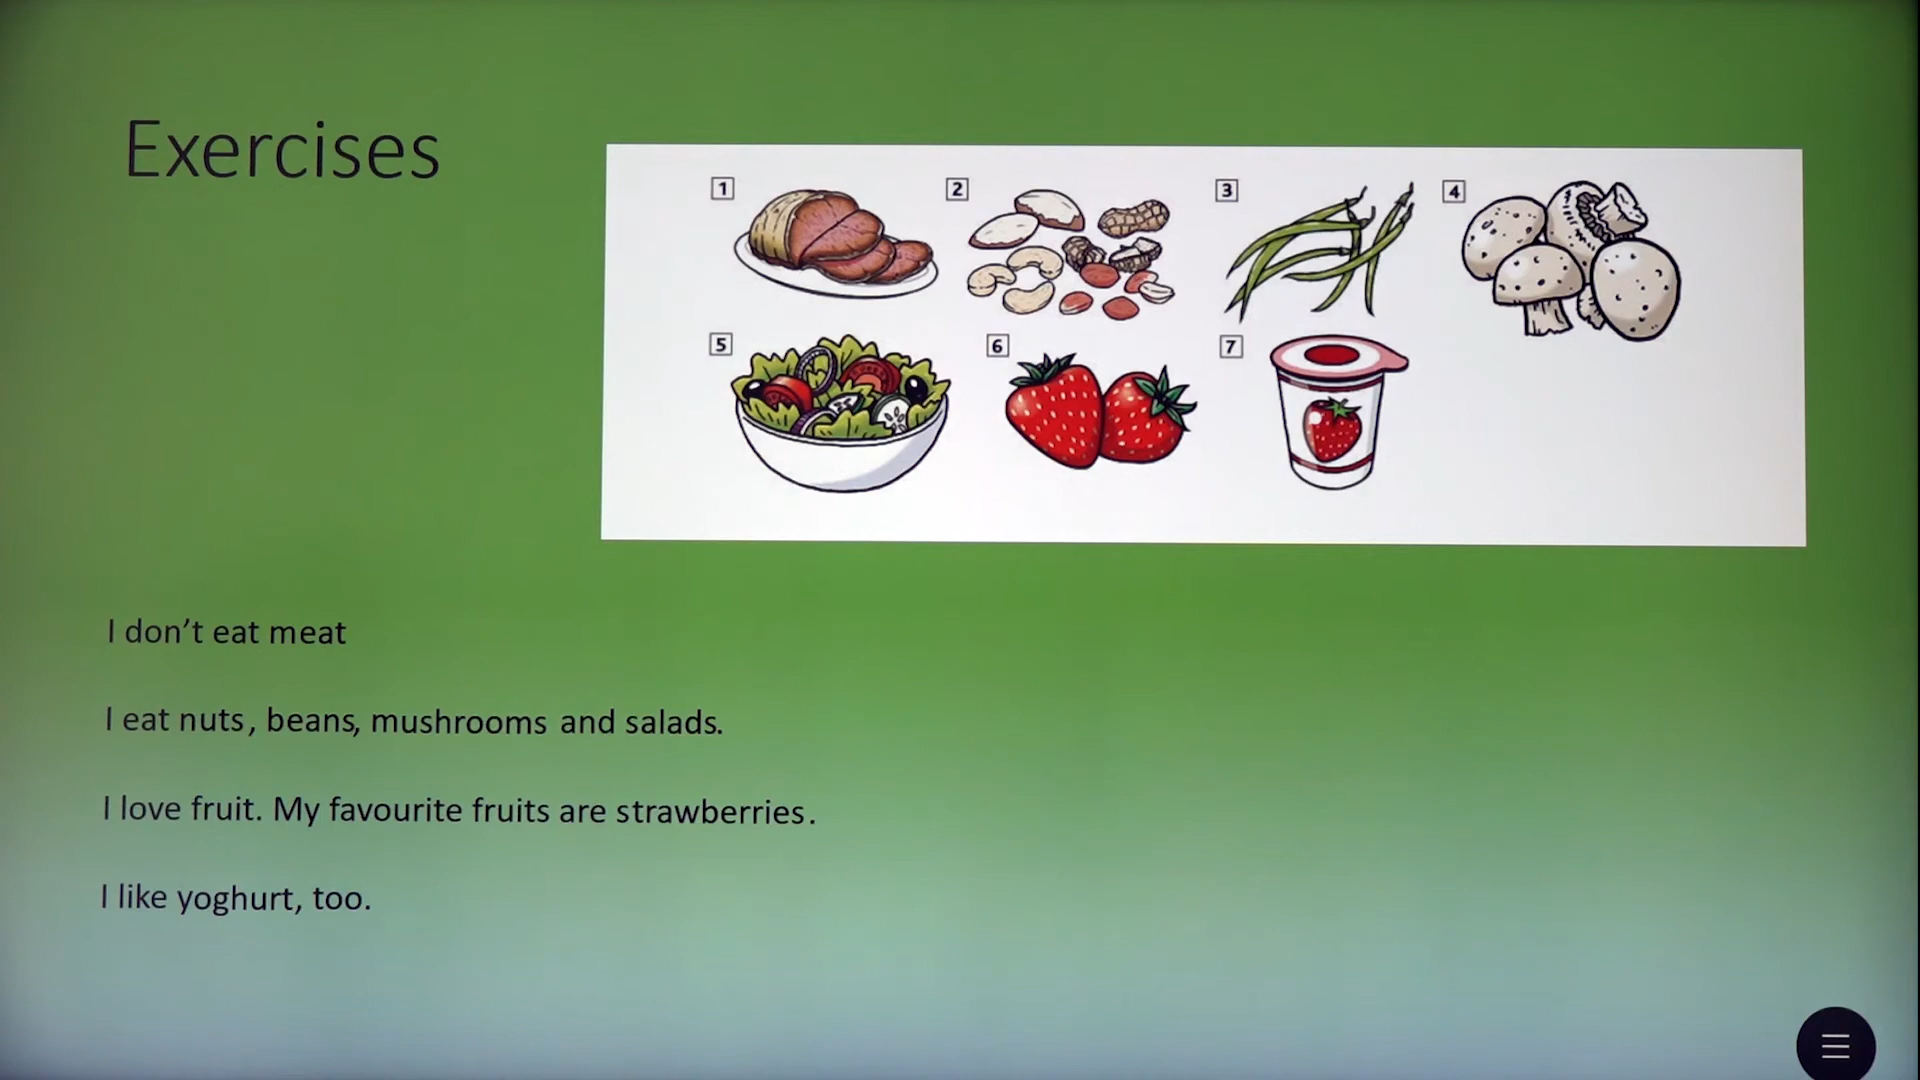 Exercises
1
2
3
4
5
6
7
I don’t eat meat
I eat nuts, beans, mushrooms and salads.
I love fruit. My favourite fruits are strawberries.
I like yoghurt, too.